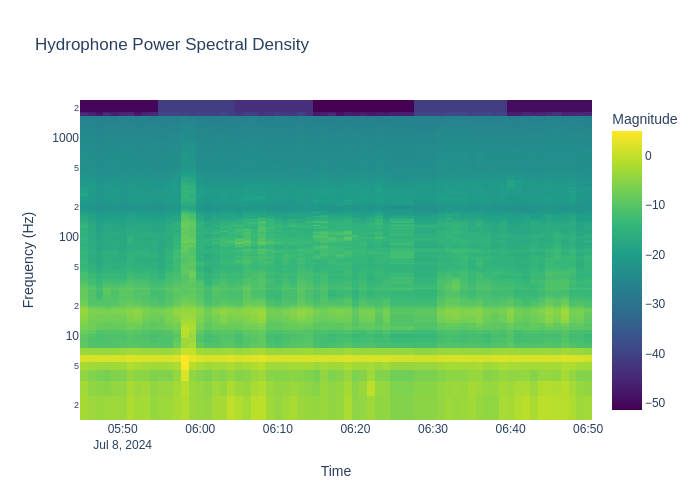 Hydrophone Power Spectral Density
Magnitude
Frequency (Hz)
2
1000
5
2
100
5
2
10
5
2
0
−10
−20
−30
−40
−50
05:50 06:00 06:10 06:20 06:30 06:40 06:50
Jul 8, 2024
Time